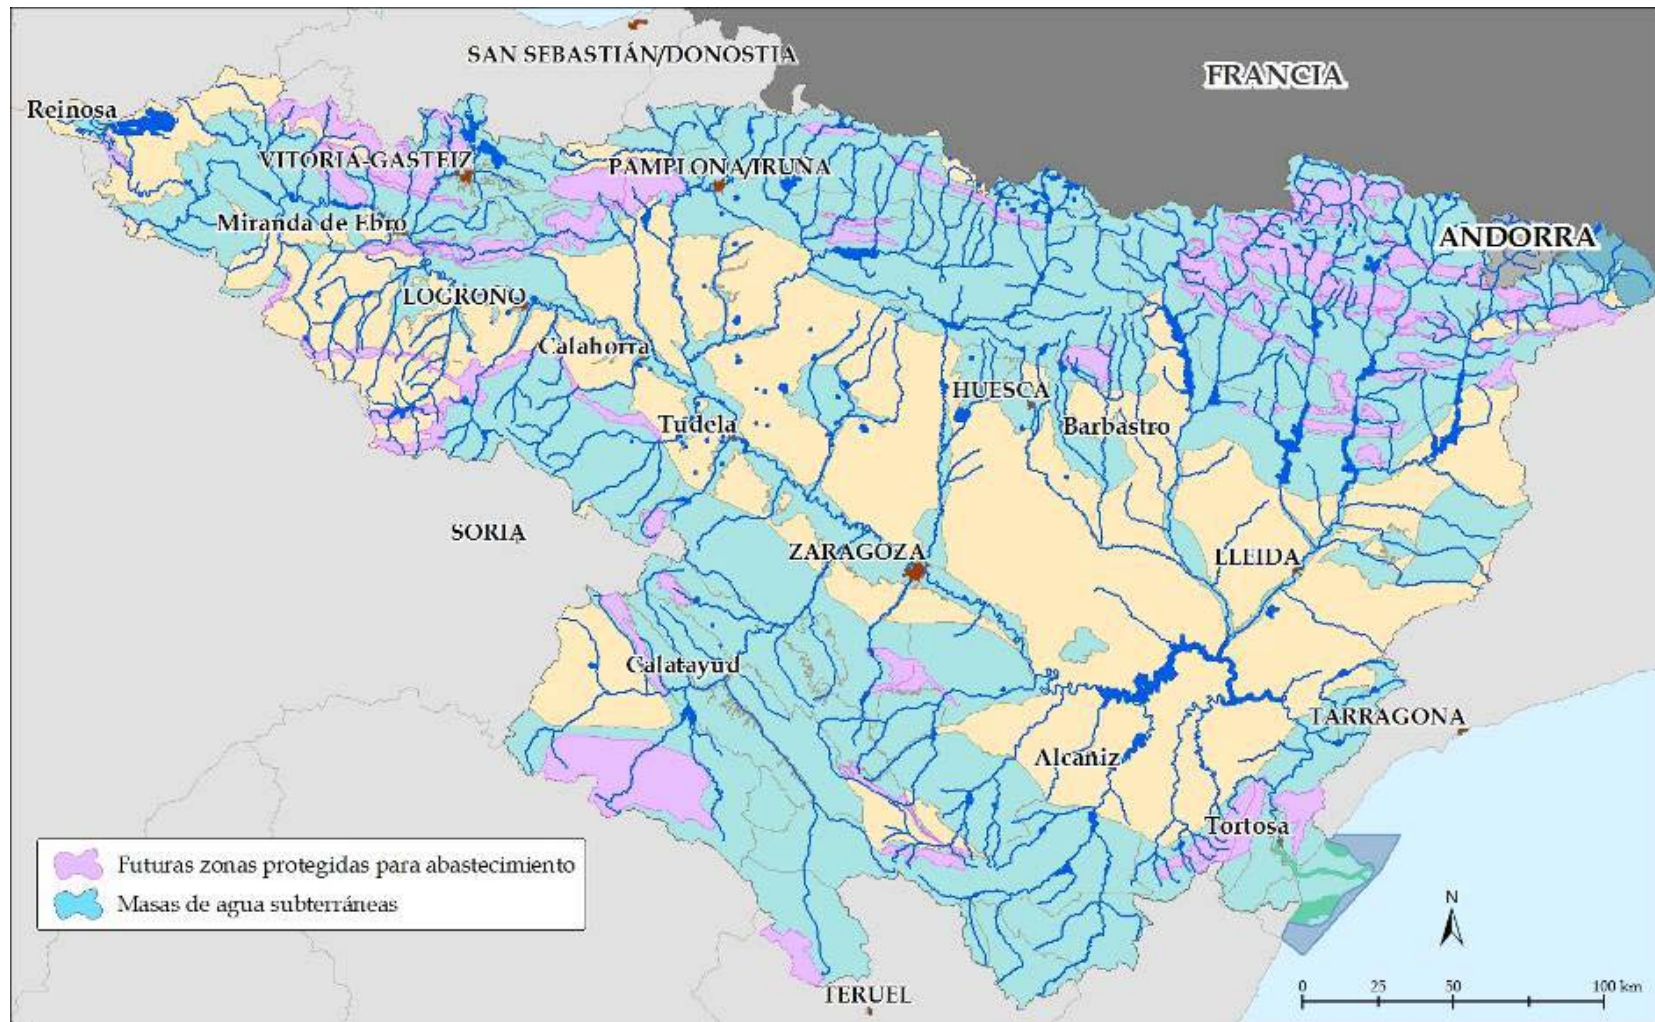 SAN SEBASTIÁN/DONOSTIA
FRANCIA
Reinosa
VITORIA-GASTEIZ
PAMPLONA/IRUÑA
Miranda de Ebro
ANDORRA
LOGROÑO
Calahorra
HUESCA
Tudela
Barbastro
SORIA
ZARAGOZA
LLEIDA
Calatayud
TARRAGONA
Alcañiz
Tortosa
Futuras zonas protegidas para abastecimiento
Masas de agua subterráneas
N
0 25 50 100 km
TERUEL